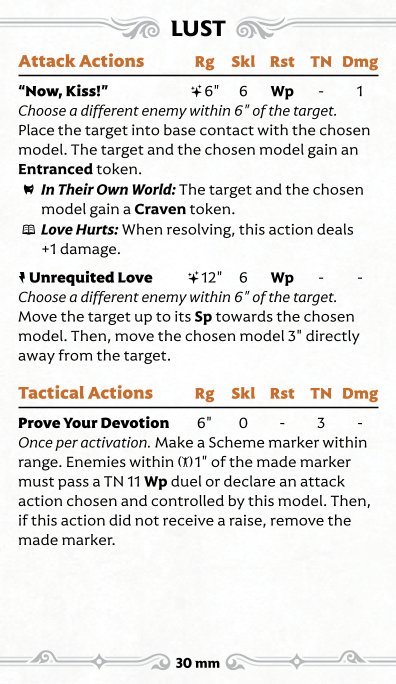 LUST
Attack Actions Rg Skl Rst TN Dmg
“Now, Kiss!” 6" 6 Wp - 1
Choose a different enemy within 6" of the target.
Place the target into base contact with the chosen
model. The target and the chosen model gain an
Entranced token.
In Their Own World: The target and the chosen
model gain a Craven token.
Love Hurts: When resolving, this action deals
+1 damage.
Unrequited Love 12" 6 Wp - -
Choose a different enemy within 6" of the target.
Move the target up to its Sp towards the chosen
model. Then, move the chosen model 3" directly
away from the target.
Tactical Actions Rg Skl Rst TN Dmg
Prove Your Devotion 6" 0 - 3 -
Once per activation. Make a Scheme marker within
range. Enemies within 1" of the made marker
must pass a TN 11 Wp duel or declare an attack
action chosen and controlled by this model. Then,
if this action did not receive a raise, remove the
made marker.
30 mm